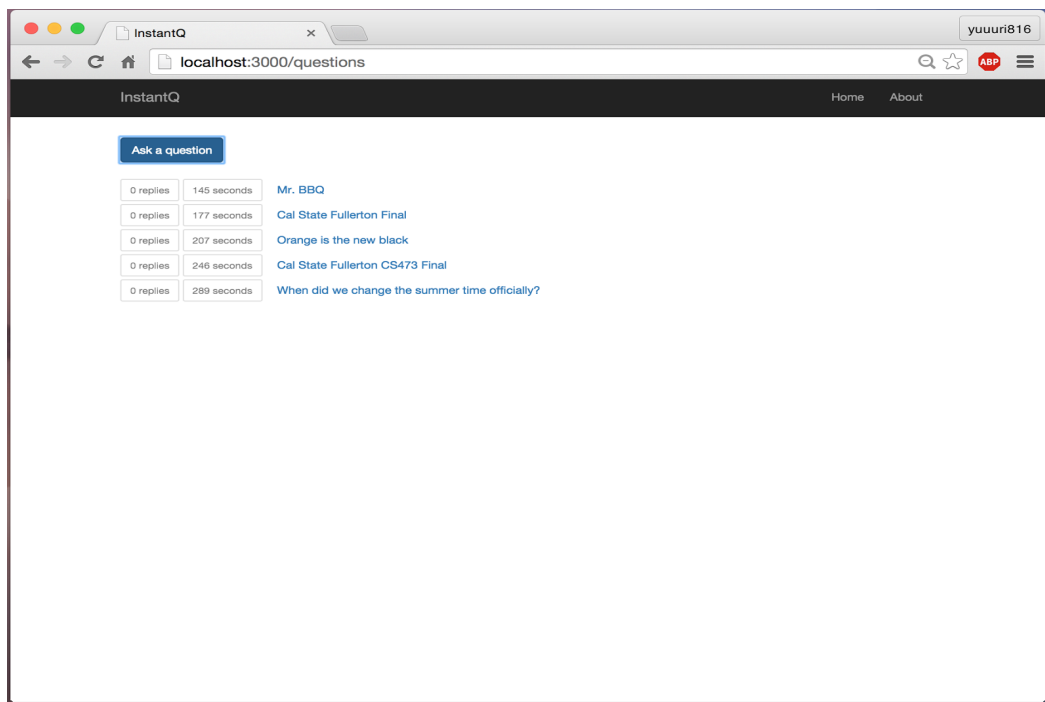 InstantQ
yuuuri816
localhost:3000/questions
ABP
InstantQ Home About
Ask a question
0 replies 145 seconds Mr. BBQ
0 replies 177 seconds Cal State Fullerton Final
0 replies 207 seconds Orange is the new black
0 replies 246 seconds Cal State Fullerton CS473 Final
0 replies 289 seconds When did we change the summer time officially?